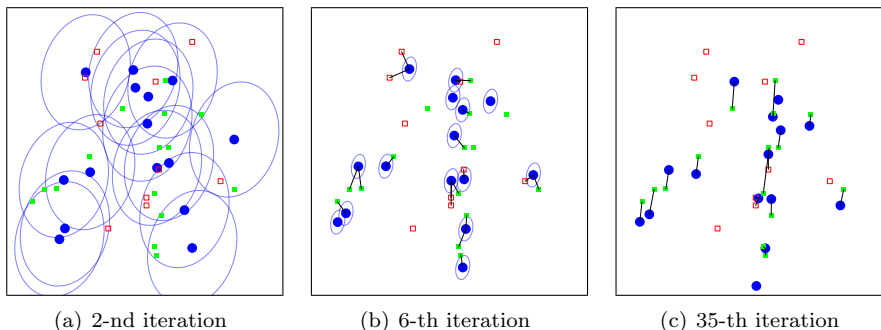 (a) 2-nd iteration
(b) 6-th iteration
(c) 35-th iteration